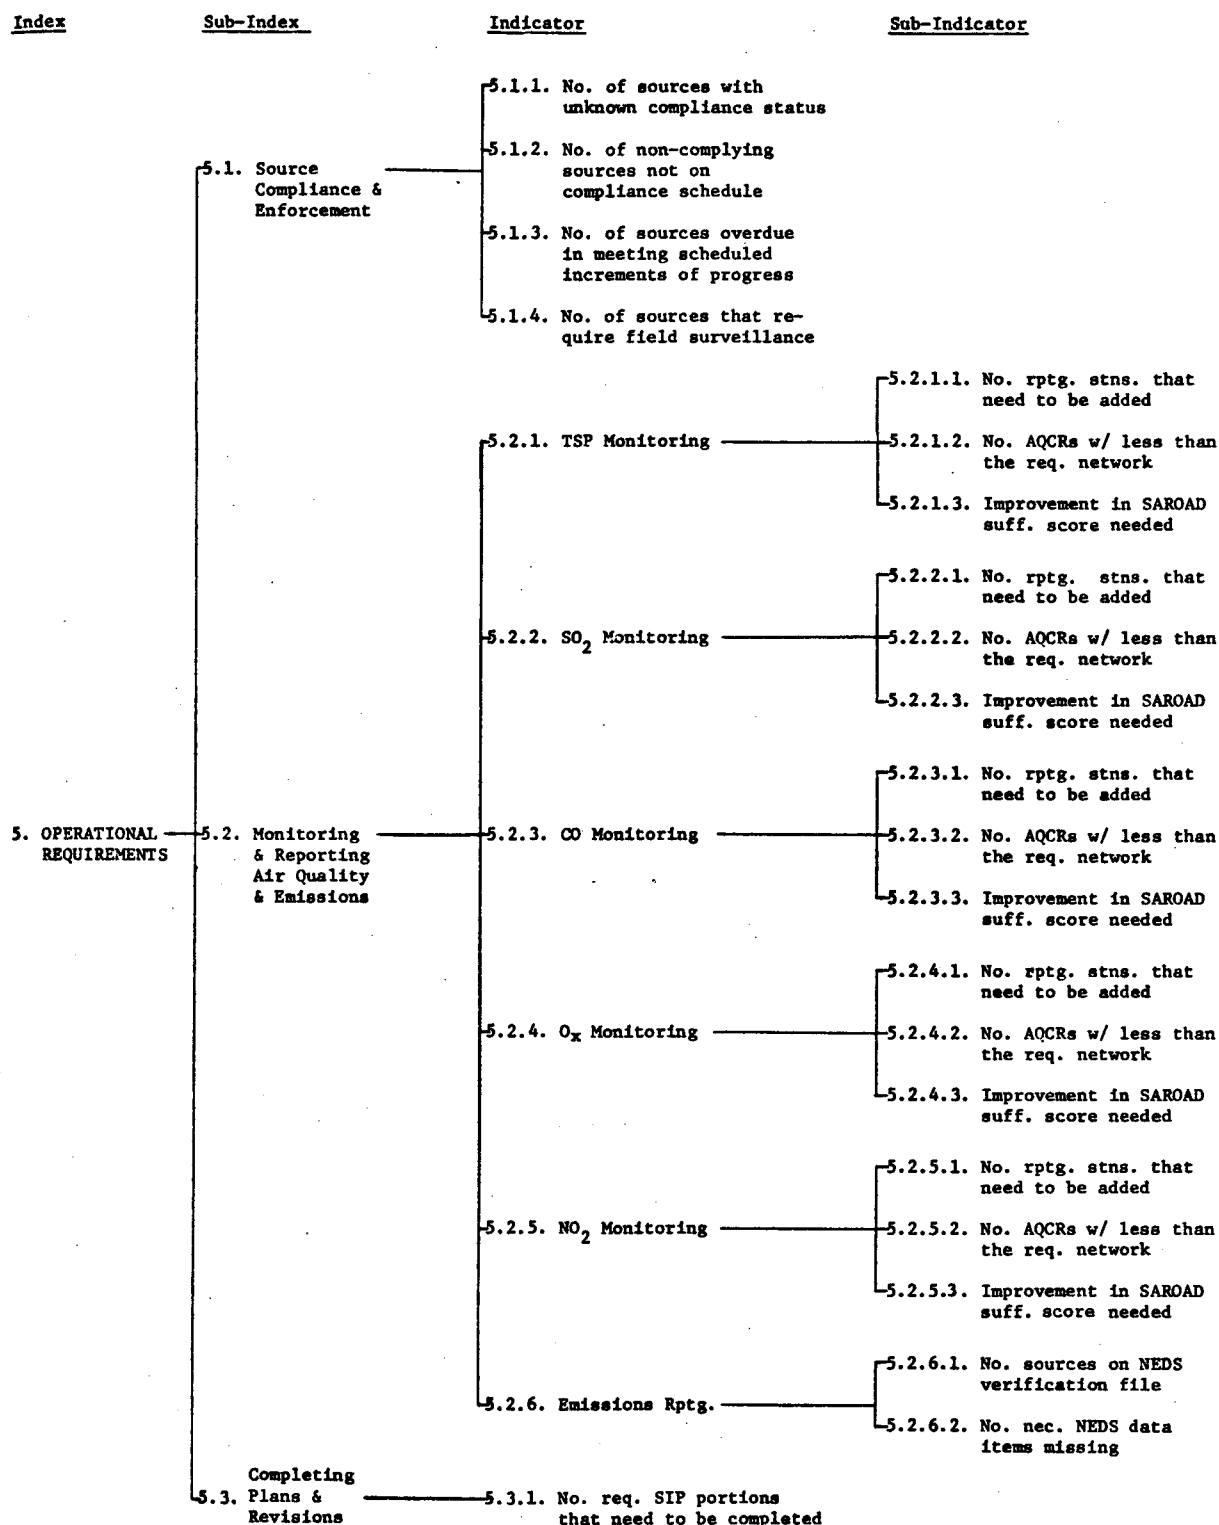 Index Sub-Index Indicator Sub-Indicator
5. OPERATIONAL
REQUIREMENTS
5.1. Source
Compliance &
Enforcement
5.1.1. No. of sources with
unknown compliance status
5.1.2. No. of non-complying
sources not on
compliance schedule
5.1.3. No. of sources overdue
in meeting scheduled
increments of progress
5.1.4. No. of sources that re-
quire field surveillance
5.2. Monitoring
& Reporting
Air Quality
& Emissions
5.2.1. TSP Monitoring
5.2.1.1. No. rptg. stns. that
need to be added
5.2.1.2. No. AQCRs w/ less than
the req. network
5.2.1.3. Improvement in SAROAD
suff. score needed
5.2.2. SO2 Monitoring
5.2.2.1. No. rptg. stns. that
need to be added
5.2.2.2. No. AQCRs w/ less than
the req. network
5.2.2.3. Improvement in SAROAD
suff. score needed
5.2.3. CO Monitoring
5.2.3.1. No. rptg. stns. that
need to be added
5.2.3.2. No. AQCRs w/ less than
the req. network
5.2.3.3. Improvement in SAROAD
suff. score needed
5.2.4. Ox Monitoring
5.2.4.1. No. rptg. stns. that
need to be added
5.2.4.2. No. AQCRs w/ less than
the req. network
5.2.4.3. Improvement in SAROAD
suff. score needed
5.2.5. NO2 Monitoring
5.2.5.1. No. rptg. stns. that
need to be added
5.2.5.2. No. AQCRs w/ less than
the req. network
5.2.5.3. Improvement in SAROAD
suff. score needed
5.2.6. Emissions Rptg.
5.2.6.1. No. sources on NEDS
verification file
5.2.6.2. No. nec. NEDS data
items missing
Completing
5.3. Plans &
Revisions
5.3.1. No. req. SIP portions
that need to be completed